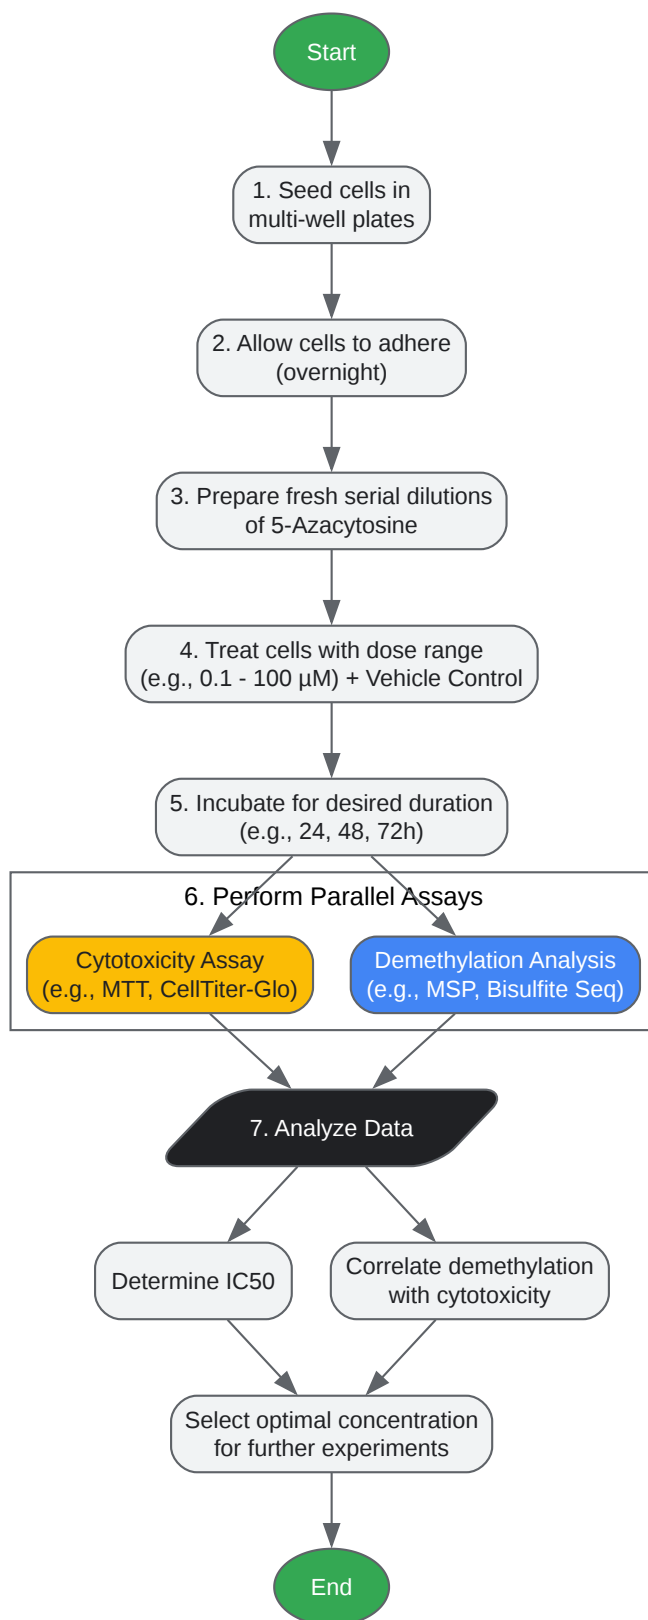 Start
1. Seed cells in
multi-well plates
2. Allow cells to adhere
(overnight)
3. Prepare fresh serial dilutions
of 5-Azacytosine
4. Treat cells with dose range
(e.g., 0.1 - 100 µM) + Vehicle Control
5. Incubate for desired duration
(e.g., 24, 48, 72h)
6. Perform Parallel Assays
Cytotoxicity Assay
(e.g., MTT, CellTiter-Glo)
Demethylation Analysis
(e.g., MSP, Bisulfite Seq)
7. Analyze Data
Determine IC50
Correlate demethylation
with cytotoxicity
Select optimal concentration
for further experiments
End